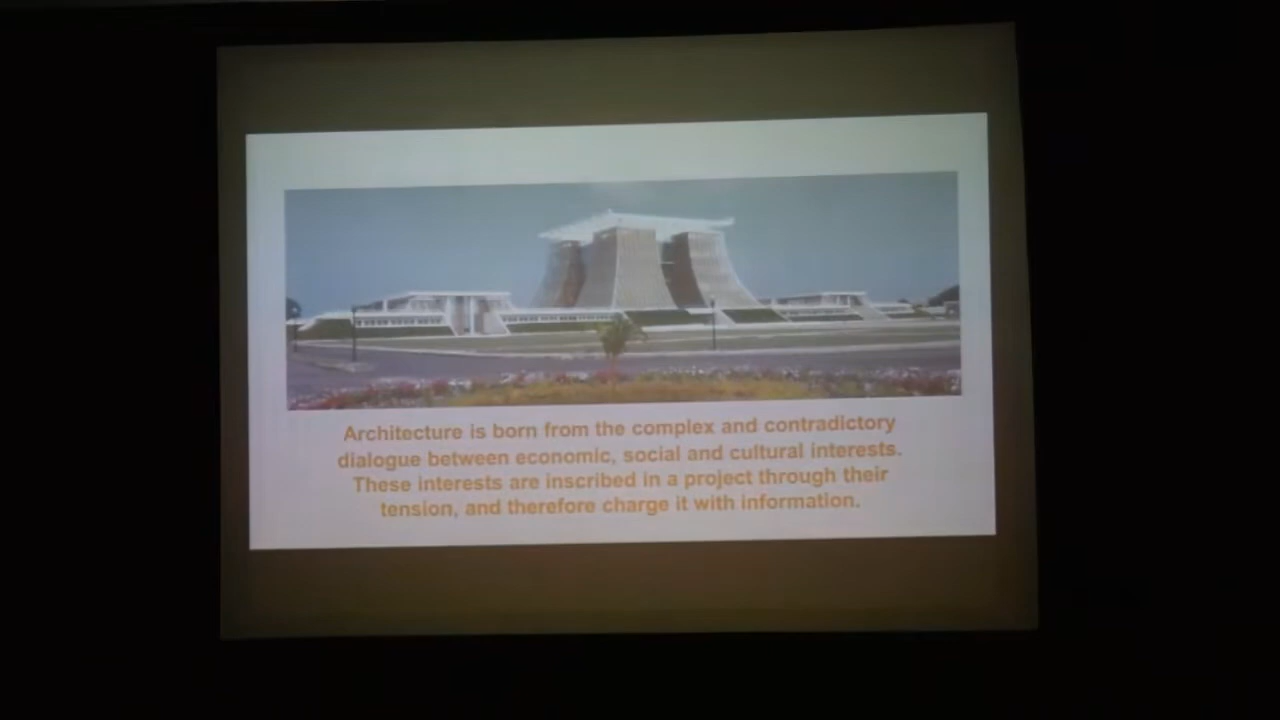 Architecture is born from the complex and contradictory
dialogue between economic, social and cultural interests.
These interests are inscribed in a project through their
tension, and therefore charge it with information.